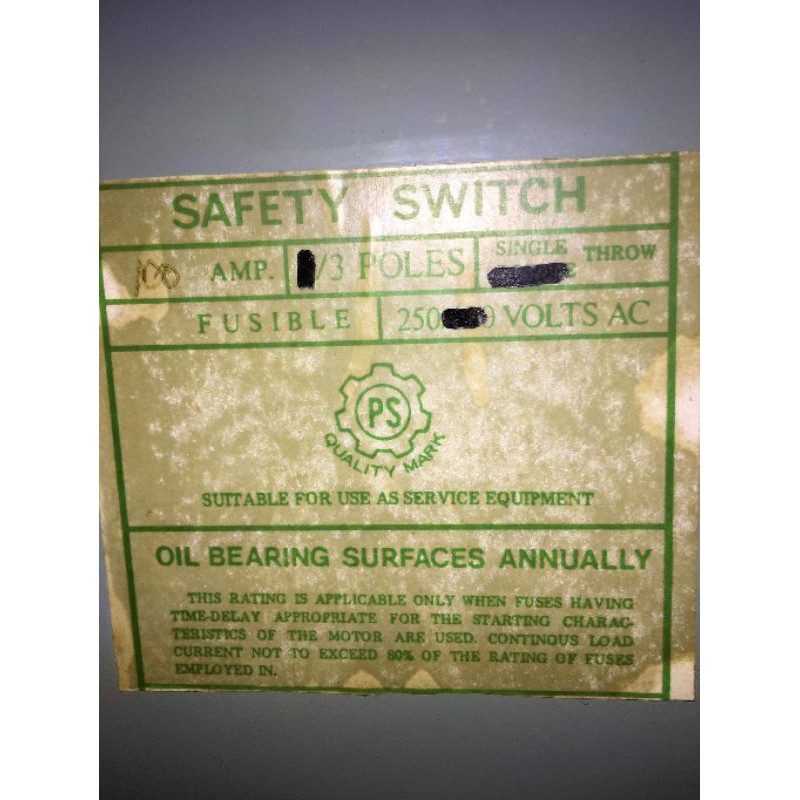 SAFETY SWITCH
100 AMP. /3 POLES SINGLE THROW
FUSIBLE 250 0 VOLTS AC
PS
QUALITY MARK
SUITABLE FOR USE AS SERVICE EQUIPMENT
OIL BEARING SURFACES ANNUALLY
THIS RATING IS APPLICABLE ONLY WHEN FUSES HAVING
TIME-DELAY APPROPRIATE FOR THE STARTING CHARAC-
TERISTICS OF THE MOTOR ARE USED. CONTINOUS LOAD
CURRENT NOT TO EXCEED 80% OF THE RATING OF FUSES
EMPLOYED IN.